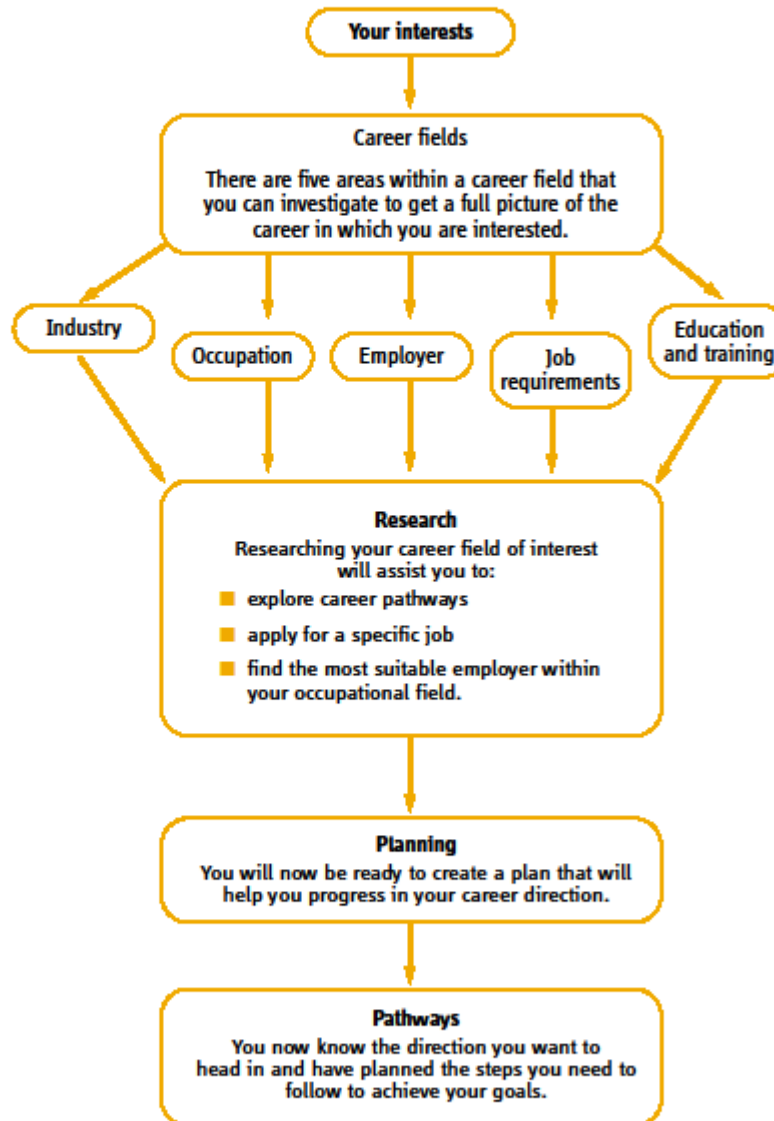 Your interests
Career fields
There are five areas within a career field that
you can investigate to get a full picture of the
career in which you are interested.
Industry
Occupation
Employer
Job
requirements
Education
and training
Research
Researching your career field of interest
will assist you to:
explore career pathways
apply for a specific job
find the most suitable employer within
your occupational field.
Planning
You will now be ready to create a plan that will
help you progress in your career direction.
Pathways
You now know the direction you want to
head in and have planned the steps you need to
follow to achieve your goals.